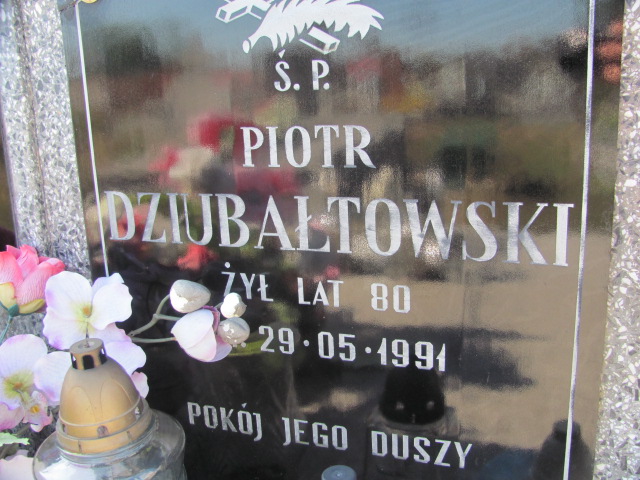 Ś. P.
PIOTR
DZIUBAŁTOWSKI
ŻYŁ LAT 80
29·05·1991
POKÓJ JEGO DUSZY